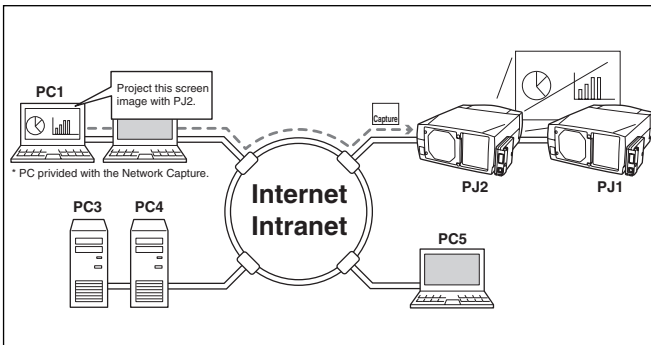 PC1
Project this screen
image with PJ2.
Capture
* PC privided with the Network Capture.
PJ2
PJ1
PC3
PC4
Internet
Intranet
PC5